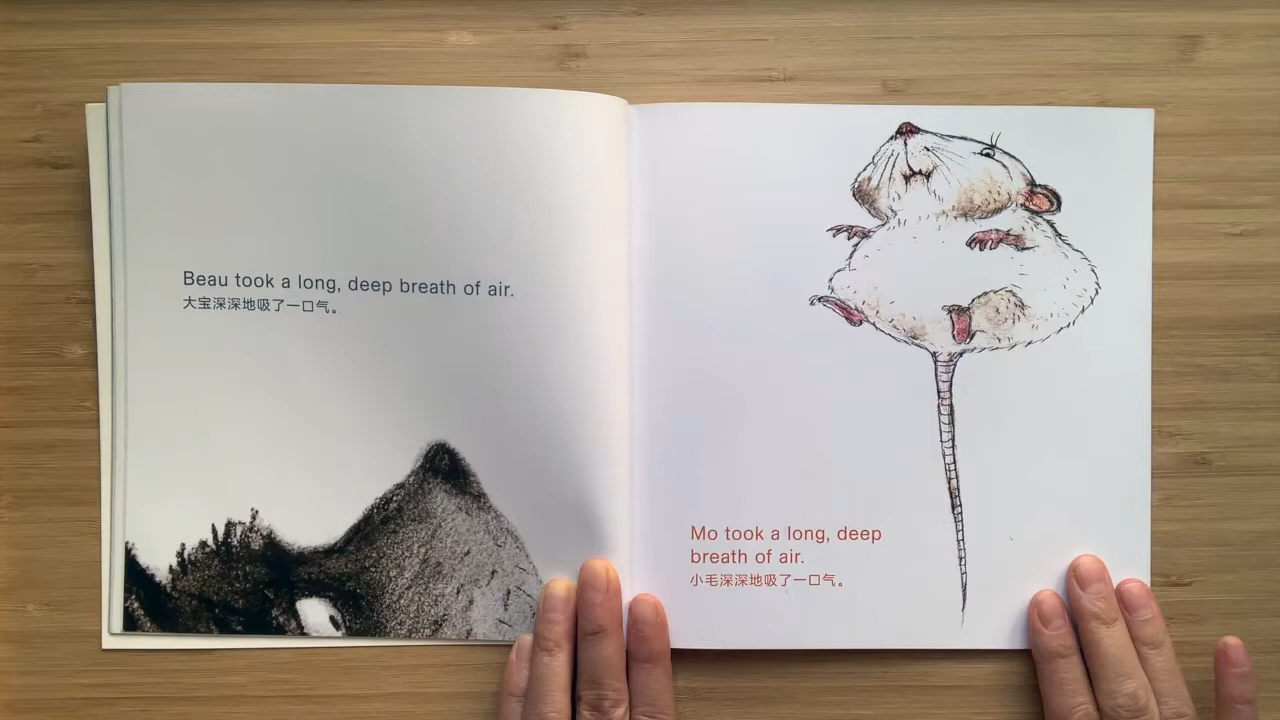 Beau took a long, deep breath of air.
大宝深深地吸了一口气。
Mo took a long, deep
breath of air.
小毛深深地吸了一口气。